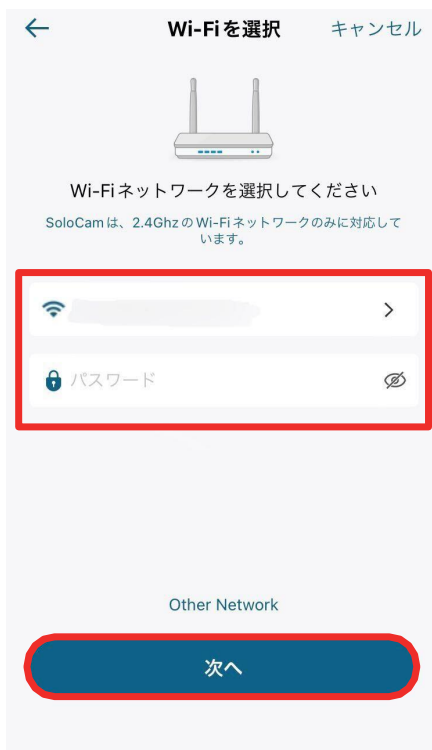 Wi-Fiを選択
キャンセル
Wi-Fiネットワークを選択してください
SoloCamは、2.4GhzのWi-Fiネットワークのみに対応して
います。
パスワード
Other Network
次へ